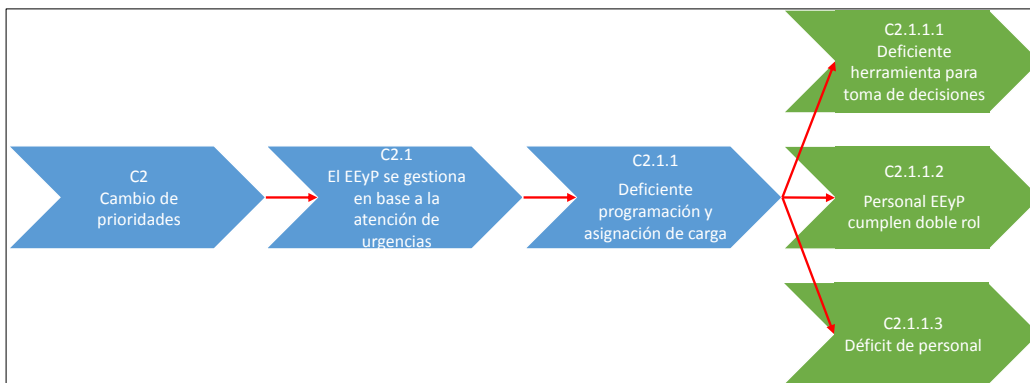 C2
Cambio de
prioridades
C2.1
El EEyP se gestiona
en base a la
atención de
urgencias
C2.1.1
Deficiente
programación y
asignación de carga
C2.1.1.1
Deficiente
herramienta para
toma de decisiones
C2.1.1.2
Personal EEyP
cumplen doble rol
C2.1.1.3
Déficit de personal